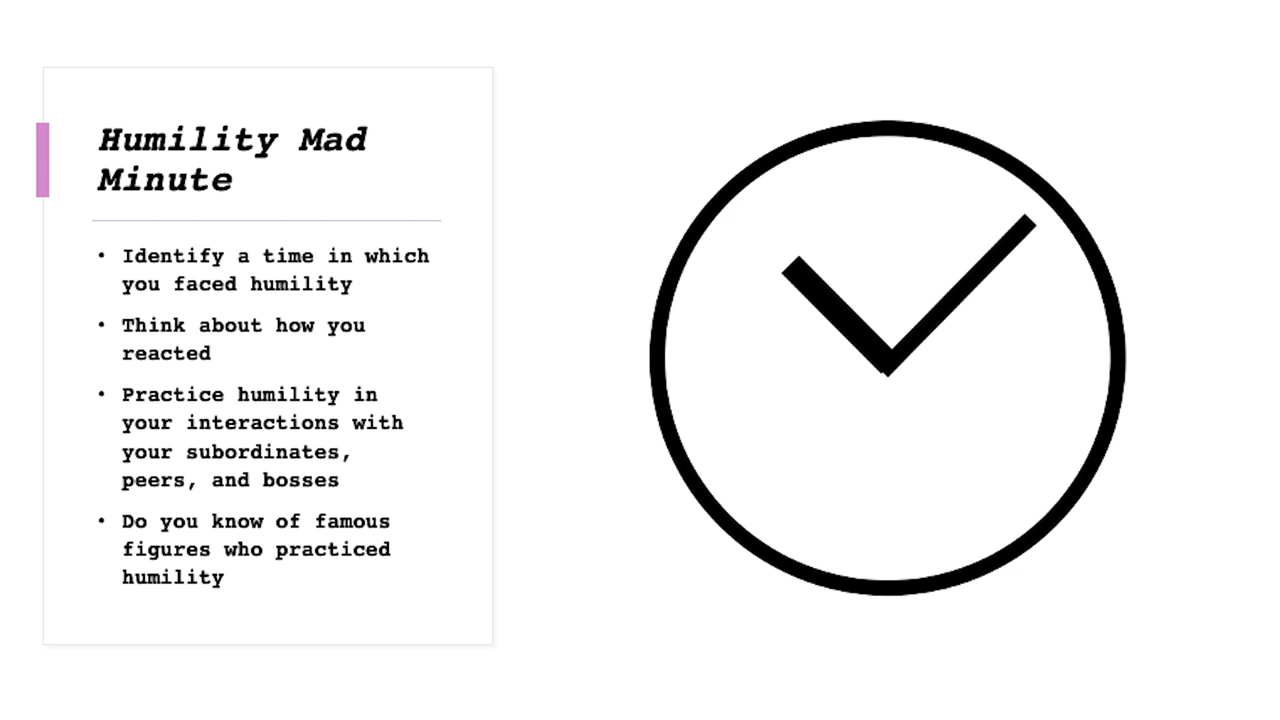 Humility Mad
Minute
• Identify a time in which
you faced humility
• Think about how you
reacted
• Practice humility in
your interactions with
your subordinates,
peers, and bosses
• Do you know of famous
figures who practiced
humility